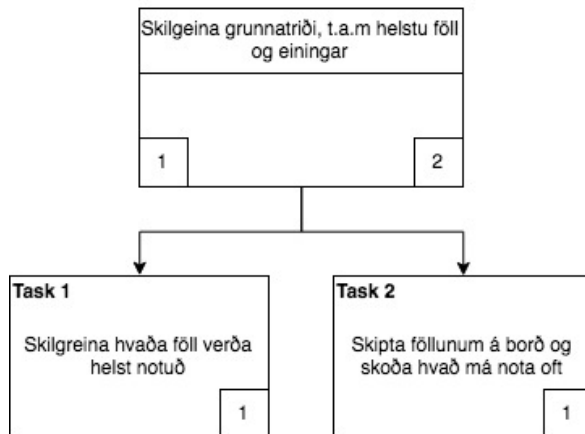 Skilgeina grunnatriði, t.a.m helstu föll
og einingar
1
2
Task 1
Skilgreina hvaða föll verða
helst notuð
1
Task 2
Skipta föllunum á borð og
skoða hvað má nota oft
1